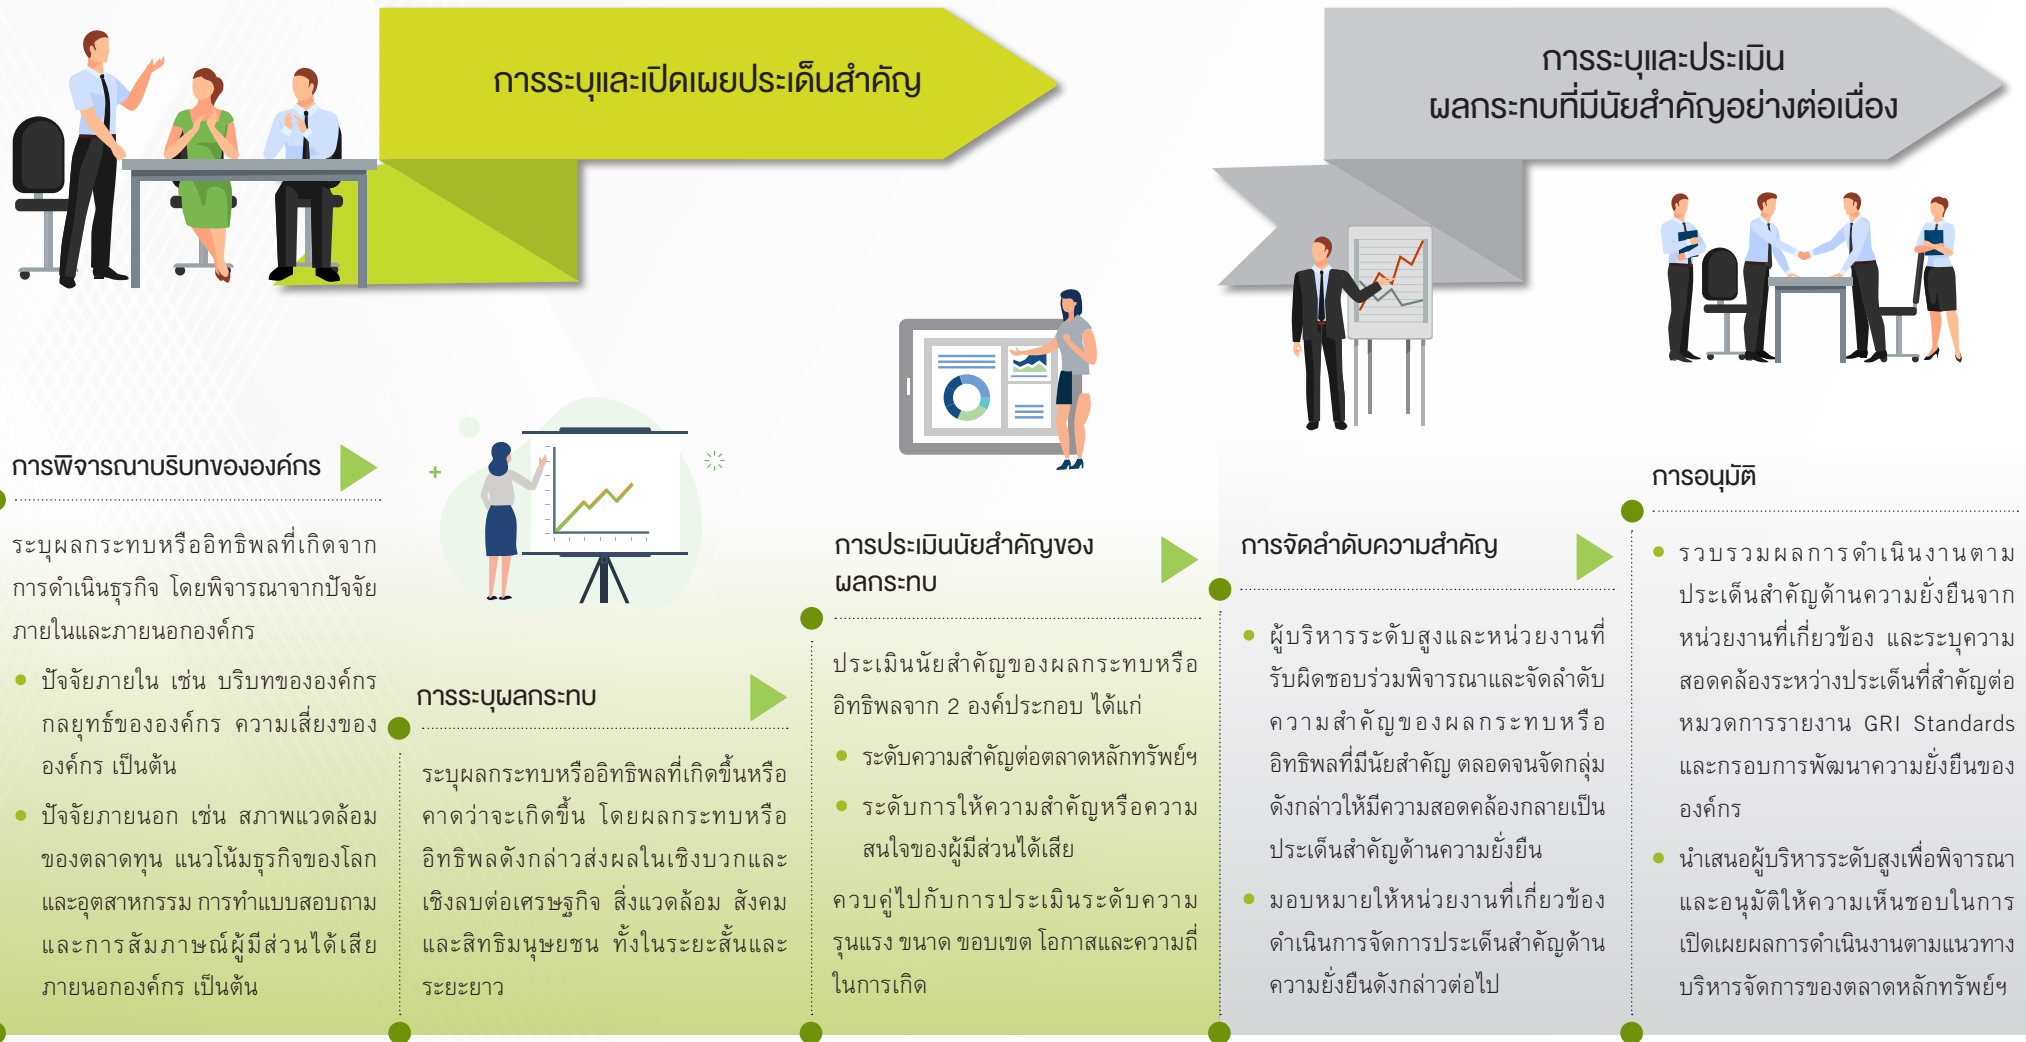 การระบุและเปิดเผยประเด็นสำคัญ
การระบุและประเมิน
ผลกระทบที่มีนัยสำคัญอย่างต่อเนื่อง
การพิจารณาบริบทขององค์กร
ระบุผลกระทบหรืออิทธิพลที่เกิดจาก
การดำเนินธุรกิจ โดยพิจารณาจากปัจจัย
ภายในและภายนอกองค์กร
ปัจจัยภายใน เช่น บริบทขององค์กร
กลยุทธ์ขององค์กร ความเสี่ยงของ
องค์กร เป็นต้น
ปัจจัยภายนอก เช่น สภาพแวดล้อม
ของตลาดทุน แนวโน้มธุรกิจของโลก
และอุตสาหกรรม การทำแบบสอบถาม
และการสัมภาษณ์ผู้มีส่วนได้เสีย
ภายนอกองค์กร เป็นต้น
การระบุผลกระทบ
ระบุผลกระทบหรืออิทธิพลที่เกิดขึ้นหรือ
คาดว่าจะเกิดขึ้น โดยผลกระทบหรือ
อิทธิพลดังกล่าวส่งผลในเชิงบวกและ
เชิงลบต่อเศรษฐกิจ สิ่งแวดล้อม สังคม
และสิทธิมนุษยชน ทั้งในระยะสั้นและ
ระยะยาว
การประเมินนัยสำคัญของ
ผลกระทบ
ประเมินนัยสำคัญของผลกระทบหรือ
อิทธิพลจาก 2 องค์ประกอบ ได้แก่
ระดับความสำคัญต่อตลาดหลักทรัพย์ฯ
ระดับการให้ความสำคัญหรือความ
สนใจของผู้มีส่วนได้เสีย
ควบคู่ไปกับการประเมินระดับความ
รุนแรง ขนาด ขอบเขต โอกาสและความถี่
ในการเกิด
การจัดลำดับความสำคัญ
ผู้บริหารระดับสูงและหน่วยงานที่
รับผิดชอบร่วมพิจารณาและจัดลำดับ
ความสำคัญของผลกระทบหรือ
อิทธิพลที่มีนัยสำคัญ ตลอดจนจัดกลุ่ม
ดังกล่าวให้มีความสอดคล้องกลายเป็น
ประเด็นสำคัญด้านความยั่งยืน
มอบหมายให้หน่วยงานที่เกี่ยวข้อง
ดำเนินการจัดการประเด็นสำคัญด้าน
ความยั่งยืนดังกล่าวต่อไป
การอนุมัติ
รวบรวมผลการดำเนินงานตาม
ประเด็นสำคัญด้านความยั่งยืนจาก
หน่วยงานที่เกี่ยวข้อง และระบุความ
สอดคล้องระหว่างประเด็นที่สำคัญต่อ
หมวดการรายงาน GRI Standards
และกรอบการพัฒนาความยั่งยืนของ
องค์กร
นำเสนอผู้บริหารระดับสูงเพื่อพิจารณา
และอนุมัติให้ความเห็นชอบในการ
เปิดเผยผลการดำเนินงานตามแนวทาง
บริหารจัดการของตลาดหลักทรัพย์ฯ